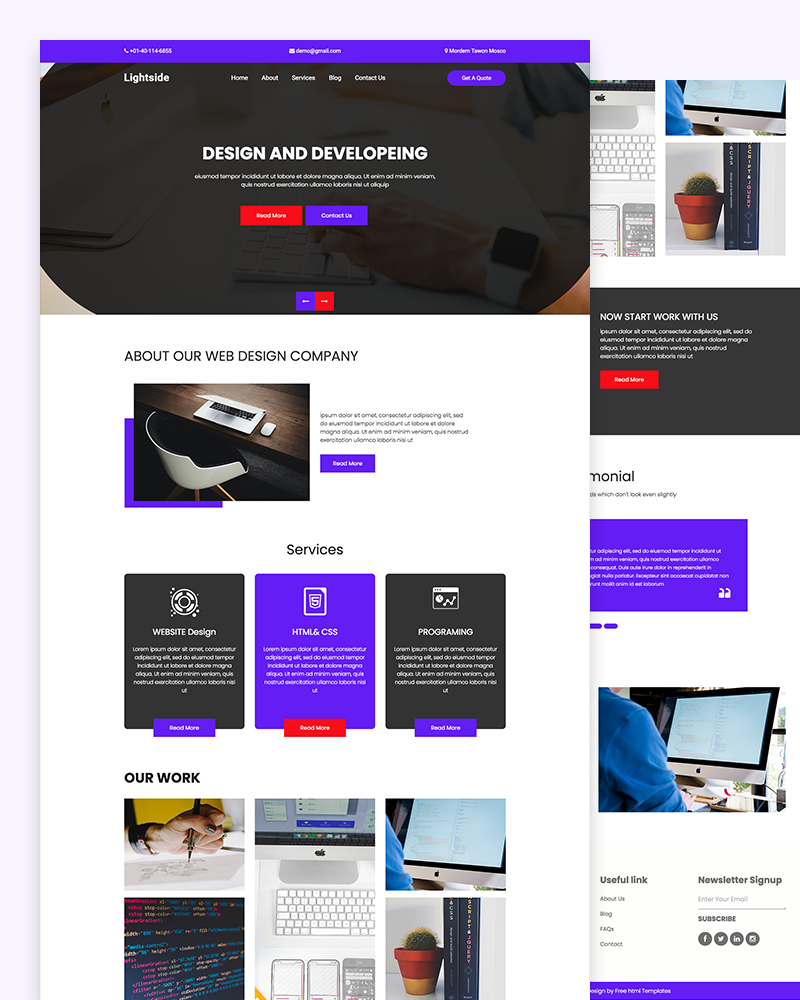 +01-40-114-6855
demo@gmail.com
Mordern Tawon Mosco
Lightside
Home
About
Services
Blog
Contact Us
Get A Quote
DESIGN AND DEVELOPEING
eiusmod tempor incididunt ut labore et dolore magna aliqua. Ut enim ad minim veniam,
quis nostrud exercitation ullamco laboris nisi ut aliquip
Read More
Contact Us
ABOUT OUR WEB DESIGN COMPANY
ipsum dolor sit amet, consectetur adipiscing elit, sed
do eiusmod tempor incididunt ut labore et dolore
magna aliqua. Ut enim ad minim veniam, quis nostrud
exercitation ullamco laboris nisi ut
Read More
Services
WEBSITE Design
Lorem ipsum dolor sit amet, consectetur
adipiscing elit, sed do eiusmod tempor
incididunt ut labore et dolore magna
aliqua. Ut enim ad minim veniam, quis
nostrud exercitation ullamco laboris nisi
ut
Read More
HTML& CSS
Lorem ipsum dolor sit amet, consectetur
adipiscing elit, sed do eiusmod tempor
incididunt ut labore et dolore magna
aliqua. Ut enim ad minim veniam, quis
nostrud exercitation ullamco laboris nisi
ut
Read More
PROGRAMING
Lorem ipsum dolor sit amet, consectetur
adipiscing elit, sed do eiusmod tempor
incididunt ut labore et dolore magna
aliqua. Ut enim ad minim veniam, quis
nostrud exercitation ullamco laboris nisi
ut
Read More
OUR WORK
& CSS
SCRIPT & JQUERY
& CSS
SCRIPT & JQUERY
NOW START WORK WITH US
ipsum dolor sit amet, consectetur adipiscing elit, sed do
eiusmod tempor incididunt ut labore et dolore magna
aliqua. Ut enim ad minim veniam, quis nostrud
exercitation ullamco laboris nisi ut
Read More
monial
ds which don't look even slightly
tur adipiscing elit, sed do eiusmod tempor incididunt ut
m veniam, quis nostrud exercitation ullamco
consequat. Duis aute irure dolor in reprehenderit in
ugiat nulla pariatur. Excepteur sint occaecat cupidatat non
erunt mollit anim id est laborum
Useful link
About Us
Blog
FAQs
Contact
Newsletter Signup
Enter Your Email
SUBSCRIBE
esign by Free html Templates